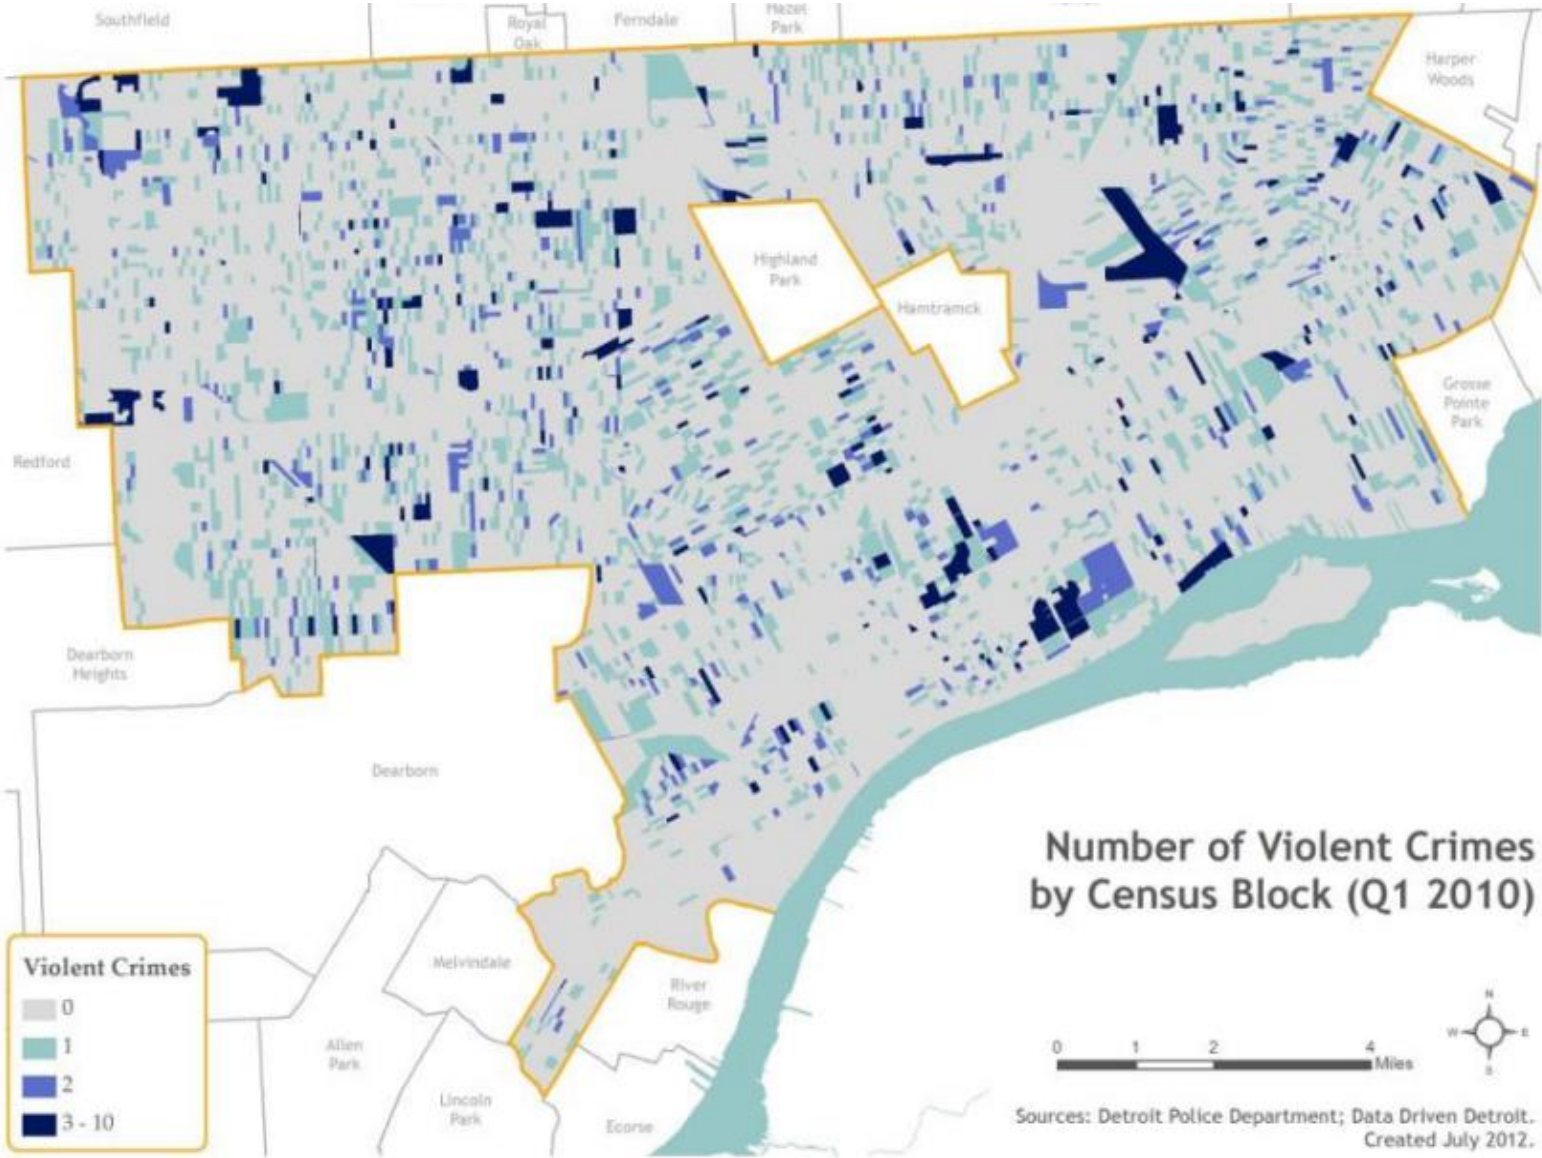 Southfield
Royal
Oak
Ferndale
Hazel
Park
Harper
Woods
Highland
Park
Hamtramck
Grosse
Pointe
Park
Redford
Dearborn
Heights
Dearborn
Number of Violent Crimes
by Census Block (Q1 2010)
Violent Crimes
0
1
2
3 - 10
Melvindale
River
Rouge
Allen
Park
Lincoln
Park
Ecorse
N
W
E
S
0 1 2 4
Miles
Sources: Detroit Police Department; Data Driven Detroit.
Created July 2012.